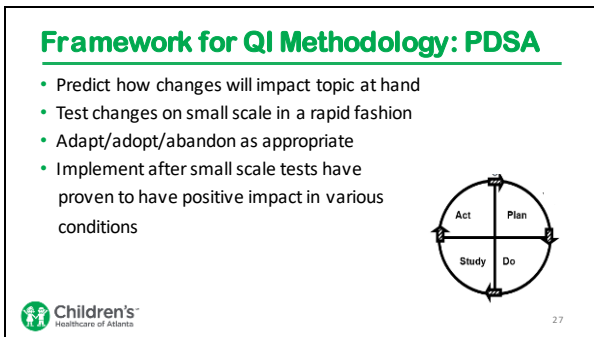 Framework for QI Methodology: PDSA
• Predict how changes will impact topic at hand
• Test changes on small scale in a rapid fashion
• Adapt/adopt/abandon as appropriate
• Implement after small scale tests have
proven to have positive impact in various
conditions
Act Plan
Study Do
Children's™
Healthcare of Atlanta
27